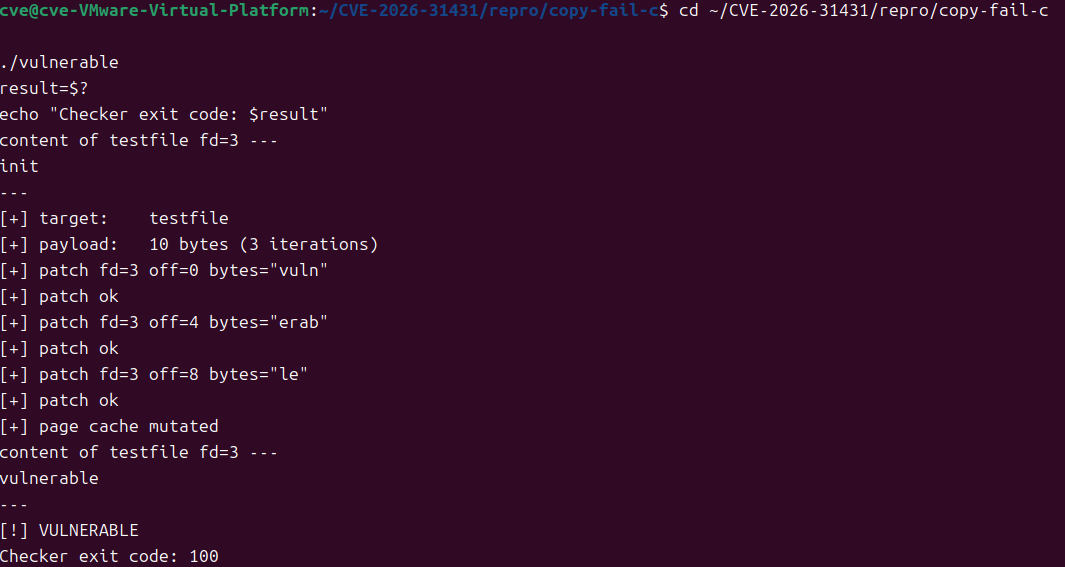 cve@cve-VMware-Virtual-Platform:~/CVE-2026-31431/repro/copy-fail-c$ cd ~/CVE-2026-31431/repro/copy-fail-c
./vulnerable
result=$?
echo "Checker exit code: $result"
content of testfile fd=3 ---
init
---
[+] target:    testfile
[+] payload:   10 bytes (3 iterations)
[+] patch fd=3 off=0 bytes="vuln"
[+] patch ok
[+] patch fd=3 off=4 bytes="erab"
[+] patch ok
[+] patch fd=3 off=8 bytes="le"
[+] patch ok
[+] page cache mutated
content of testfile fd=3 ---
vulnerable
---
[!] VULNERABLE
Checker exit code: 100